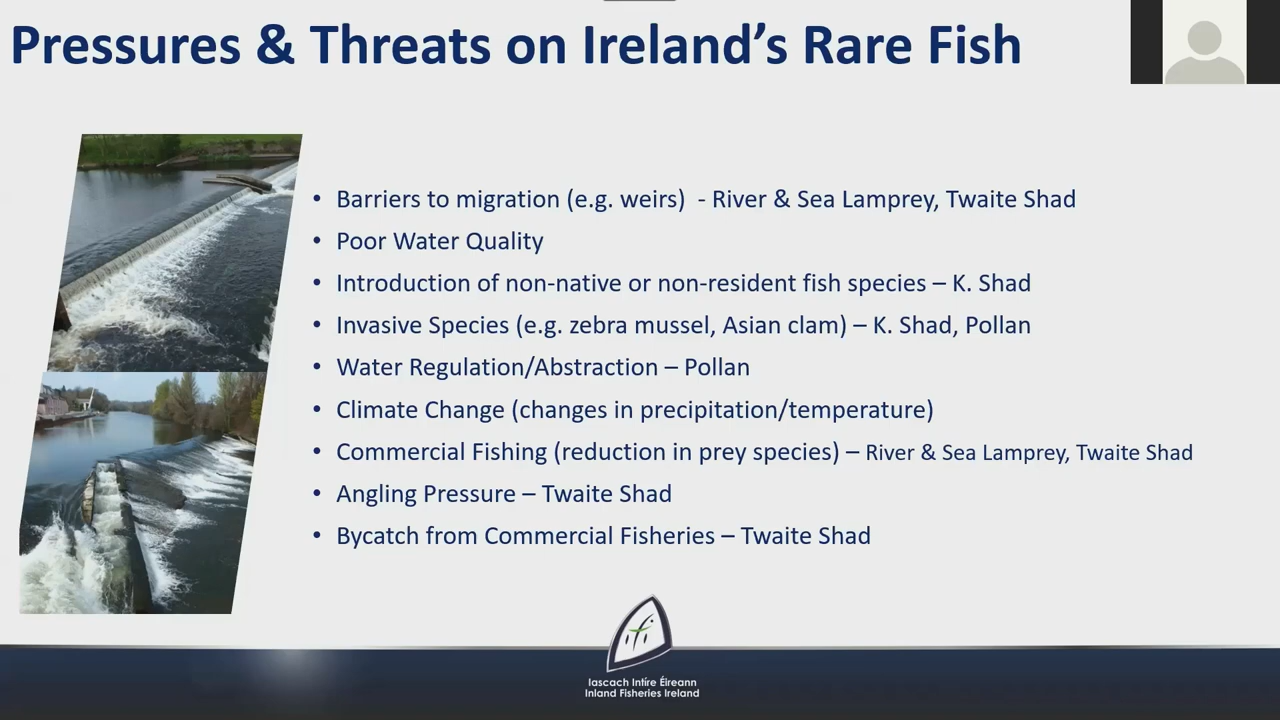 Pressures & Threats on Ireland’s Rare Fish
• Barriers to migration (e.g. weirs)  - River & Sea Lamprey, Twaite Shad
• Poor Water Quality
• Introduction of non-native or non-resident fish species – K. Shad
• Invasive Species (e.g. zebra mussel, Asian clam) – K. Shad, Pollan
• Water Regulation/Abstraction – Pollan
• Climate Change (changes in precipitation/temperature)
• Commercial Fishing (reduction in prey species) – River & Sea Lamprey, Twaite Shad
• Angling Pressure – Twaite Shad
• Bycatch from Commercial Fisheries – Twaite Shad
ifi
Iascach Intíre Éireann
Inland Fisheries Ireland